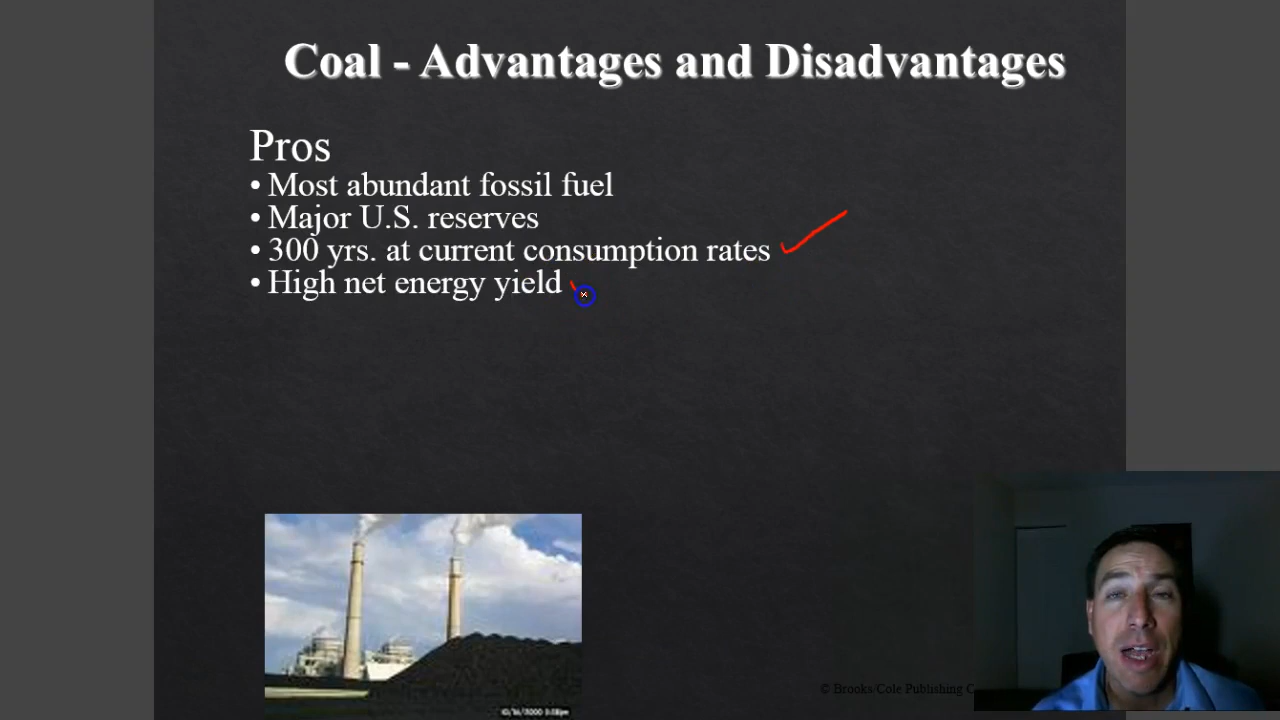 Coal - Advantages and Disadvantages
Pros
• Most abundant fossil fuel
• Major U.S. reserves
• 300 yrs. at current consumption rates
• High net energy yield
© Brooks/Cole Publishing C